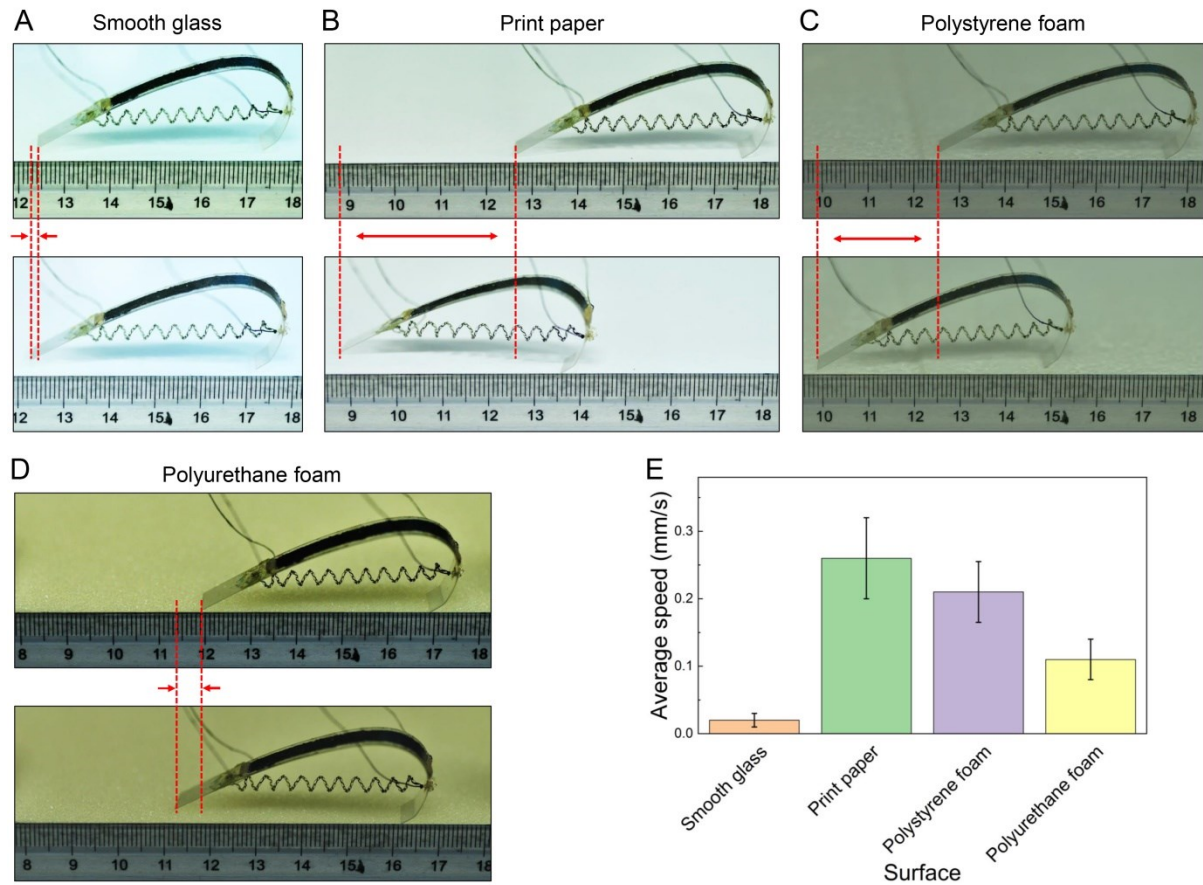 A
Smooth glass
12 13 14 15 16 17 18
12 13 14 15 16 17 18
B
Print paper
9 10 11 12 13 14 15 16 17 18
9 10 11 12 13 14 15 16 17 18
C
Polystyrene foam
10 11 12 13 14 15 16 17 18
10 11 12 13 14 15 16 17 18
D
Polyurethane foam
8 9 10 11 12 13 14 15 16 17 18
8 9 10 11 12 13 14 15 16 17 18
E
Average speed (mm/s)
0.3
0.2
0.1
0.0
Smooth glass
Print paper
Polystyrene foam
Polyurethane foam
Surface